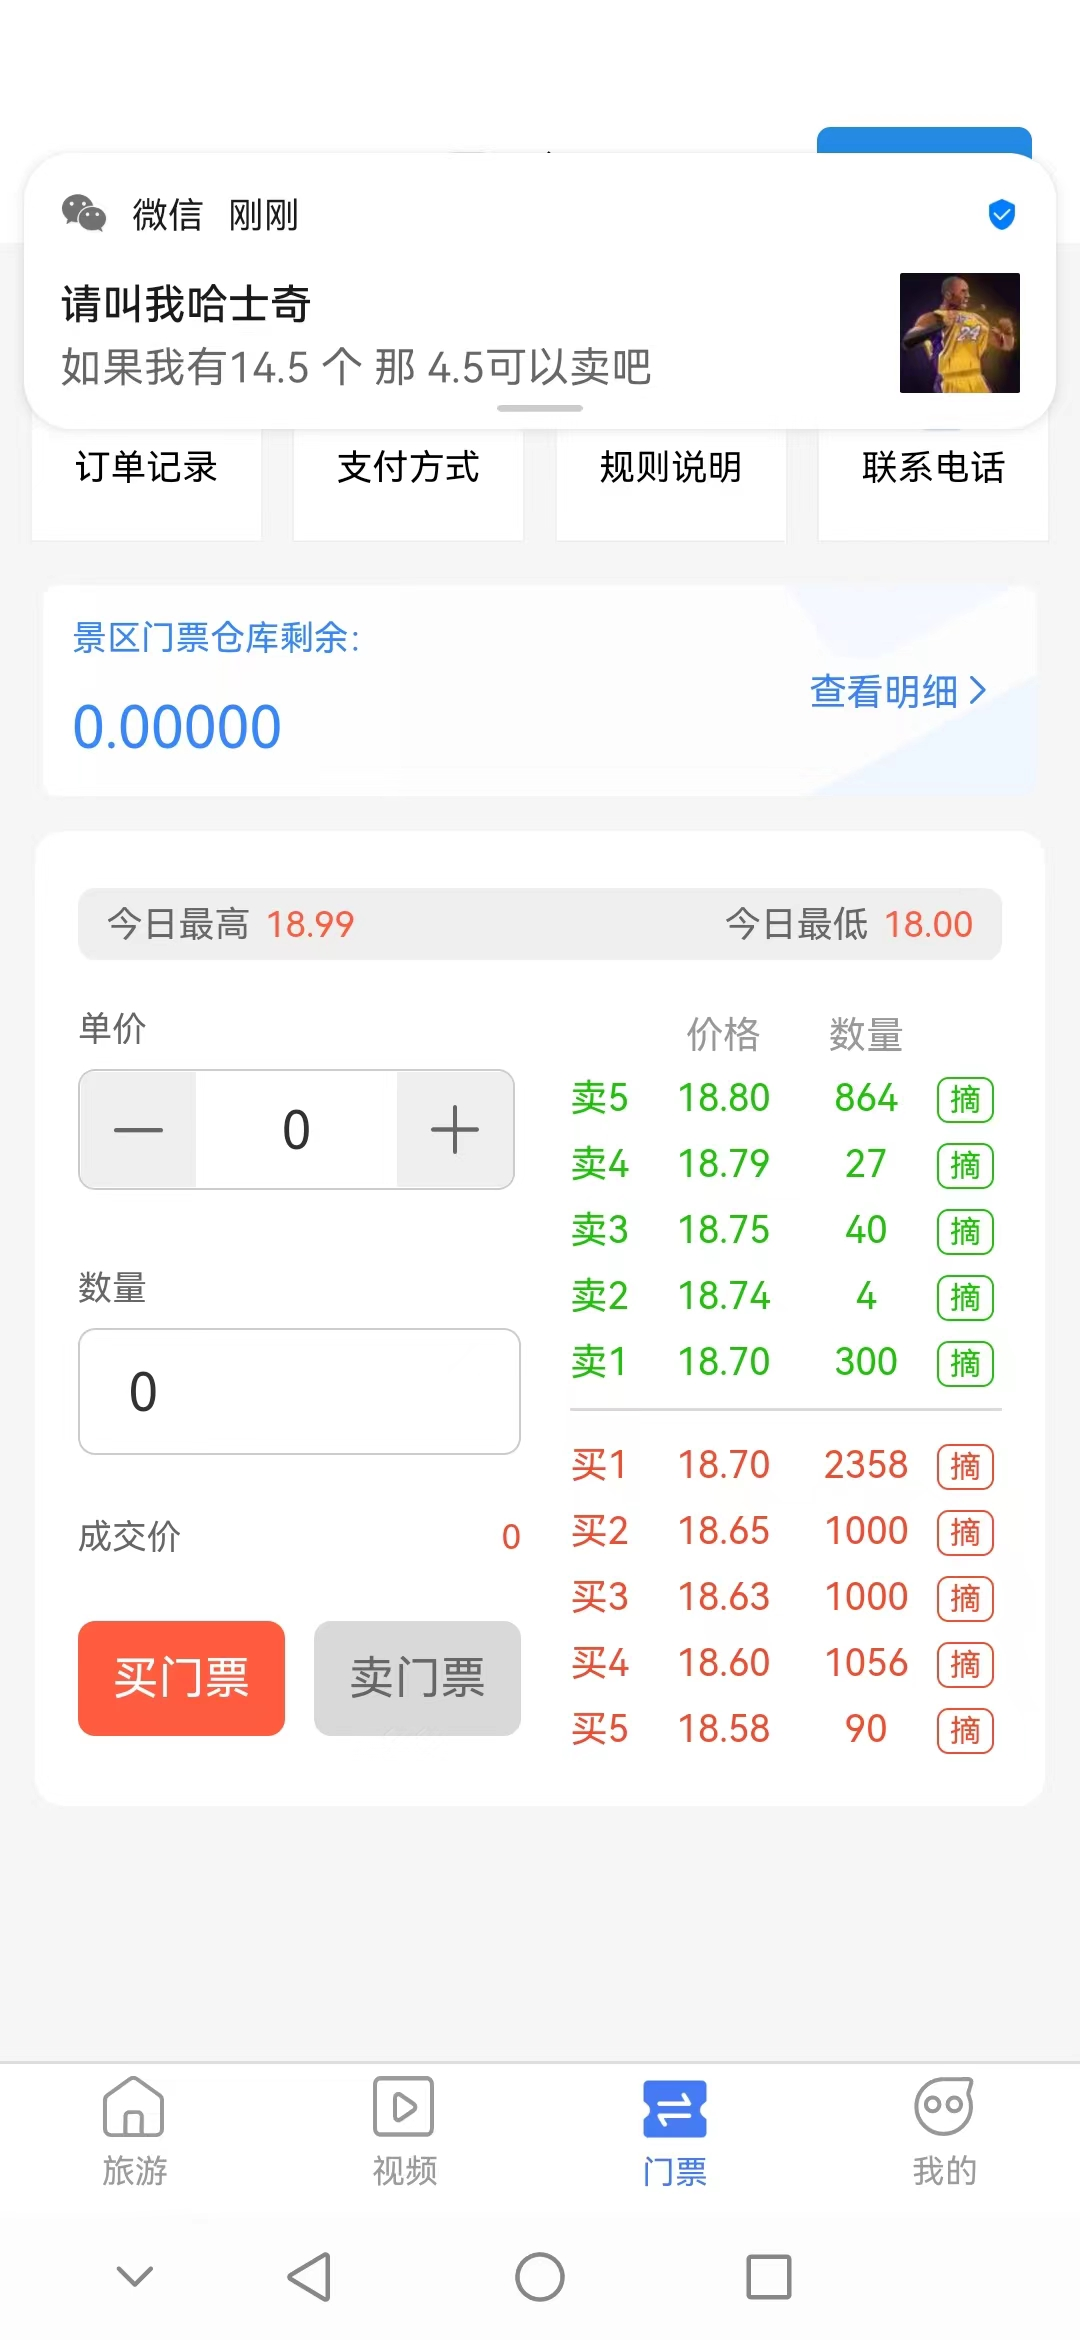 微信 刚刚
请叫我哈士奇
如果我有14.5 个 那 4.5可以卖吧
订单记录 支付方式 规则说明 联系电话
景区门票仓库剩余:
0.00000
查看明细
今日最高 18.99 今日最低 18.00
单价
0
数量
0
成交价 0
买门票 卖门票
价格 数量
卖5 18.80 864 摘
卖4 18.79 27 摘
卖3 18.75 40 摘
卖2 18.74 4 摘
卖1 18.70 300 摘
买1 18.70 2358 摘
买2 18.65 1000 摘
买3 18.63 1000 摘
买4 18.60 1056 摘
买5 18.58 90 摘
旅游 视频 门票 我的